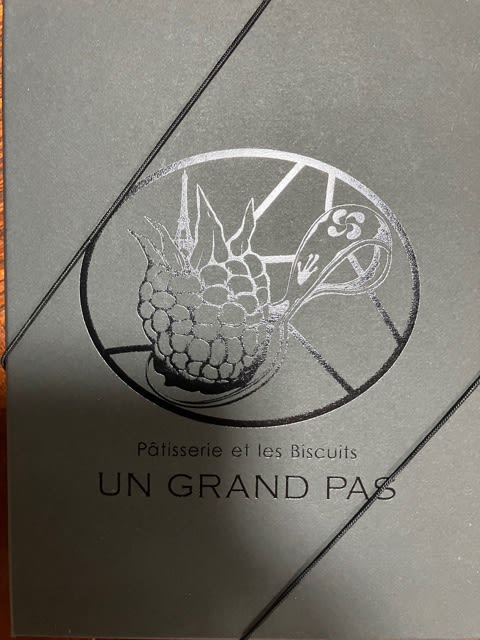 Pâtisserie et les Biscuits
UN GRAND PAS